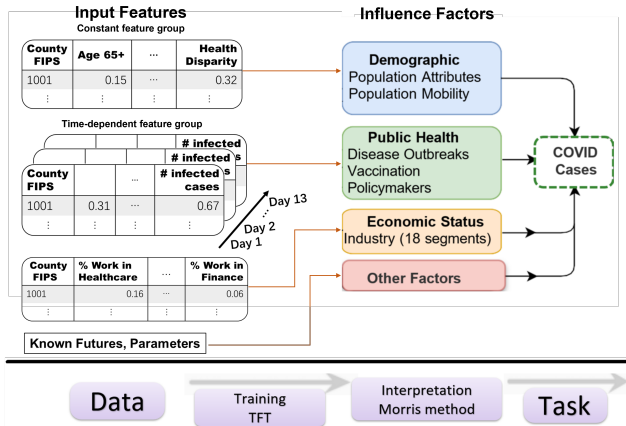 Input Features
Constant feature group
County FIPS
Age 65+
...
Health Disparity
1001
0.15
...
0.32
⋮
⋮
⋮
Time-dependent feature group
# infected
# infected
s
County FIPS
...
# infected cases
1001
0.31
...
0.67
⋮
⋮
⋮
⋮
Day 1
Day 2
...
Day 13
County FIPS
% Work in Healthcare
...
% Work in Finance
1001
0.16
...
0.06
⋮
⋮
⋮
Known Futures, Parameters
Influence Factors
Demographic
Population Attributes
Population Mobility
Public Health
Disease Outbreaks
Vaccination
Policymakers
Economic Status
Industry (18 segments)
Other Factors
COVID
Cases
Data
Training
TFT
Interpretation
Morris method
Task